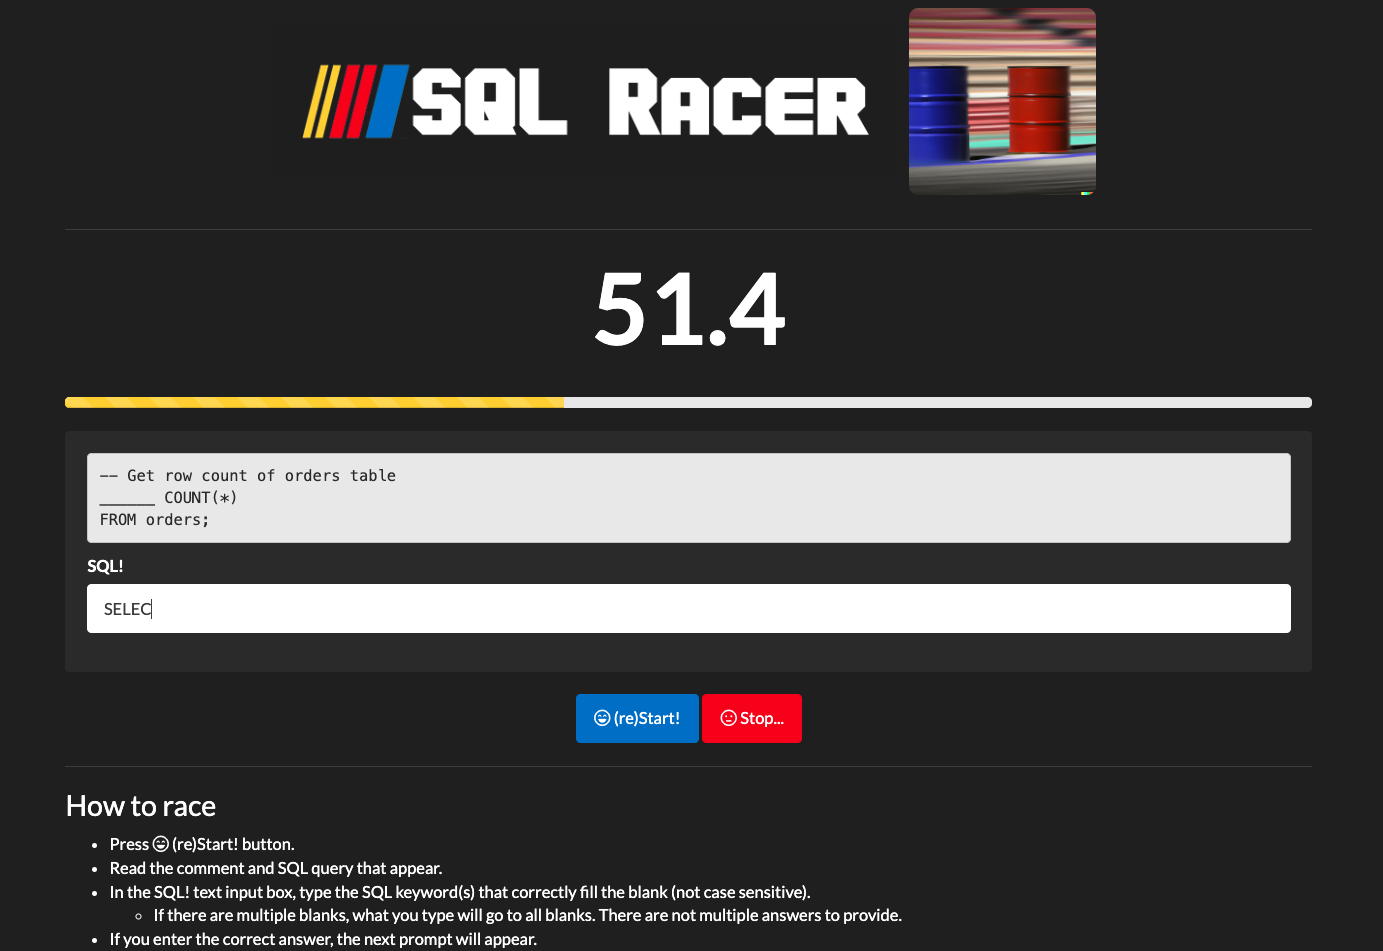 SQL RACER
51.4
-- Get row count of orders table
______ COUNT(*)
FROM orders;
SQL!
SELEC
(re)Start!
Stop...
How to race
Press (re)Start! button.
Read the comment and SQL query that appear.
In the SQL! text input box, type the SQL keyword(s) that correctly fill the blank (not case sensitive).
If there are multiple blanks, what you type will go to all blanks. There are not multiple answers to provide.
If you enter the correct answer, the next prompt will appear.